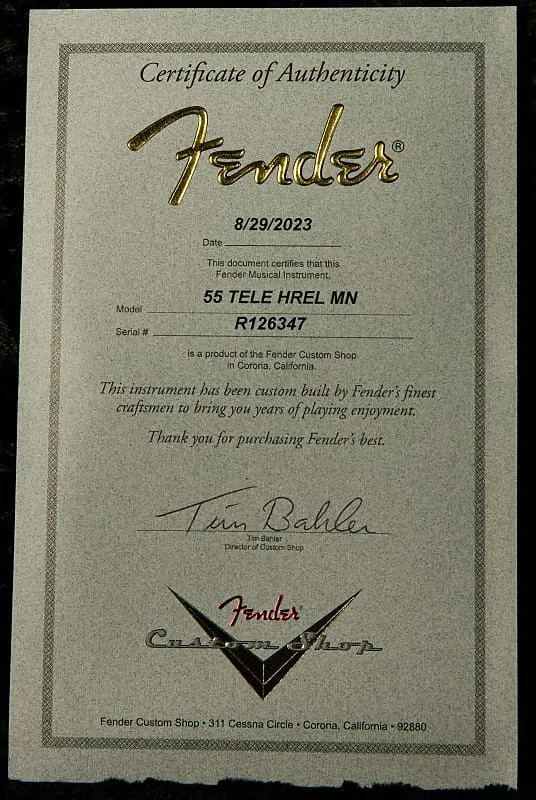 Certificate of Authenticity
Fender®
8/29/2023
Date
This document certifies that this
Fender Musical Instrument,
55 TELE HREL MN
Model
R126347
Serial #
is a product of the Fender Custom Shop
in Corona, California.
This instrument has been custom built by Fender's finest
craftsmen to bring you years of playing enjoyment.
Thank you for purchasing Fender's best.
Tim Bahler
Tim Bahler
Director of Custom Shop
Fender
Custom Shop
Fender Custom Shop • 311 Cessna Circle • Corona, California • 92880